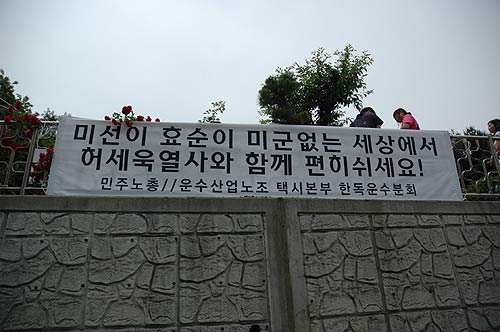 미선이 효순이 미군없는 세상에서
허세욱열사와 함께 편히쉬세요!
민주노총//운수산업노조 택시본부 한독운수분회